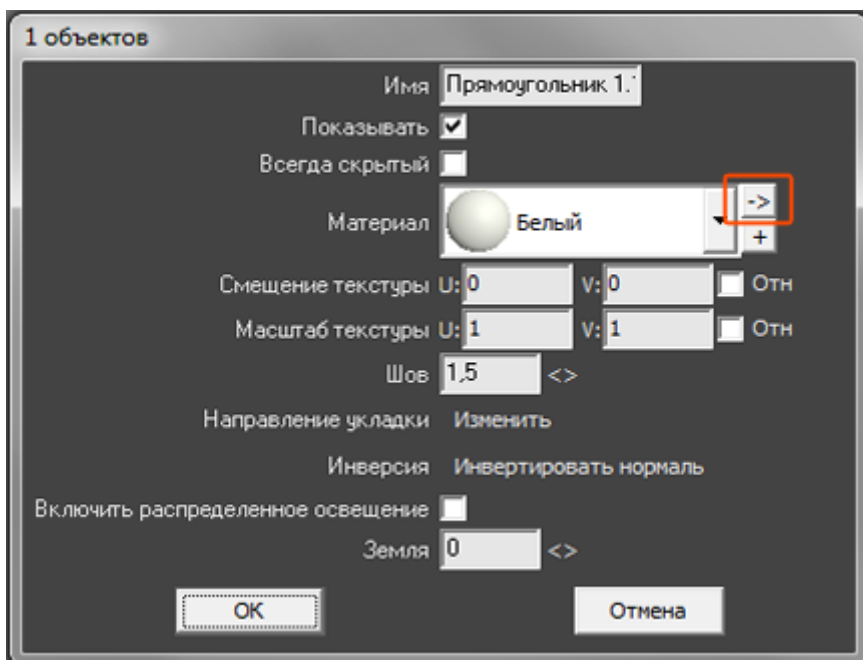 1 объектов
Имя Прямоугольник 1.
Показывать
Всегда скрытый
Материал Белый ->
+
Смещение текстуры U: 0 V: 0 Отн
Масштаб текстуры U: 1 V: 1 Отн
Шов 1,5 <>
Направление укладки Изменить
Инверсия Инвертировать нормаль
Включить распределенное освещение
Земля 0 <>
OK Отмена